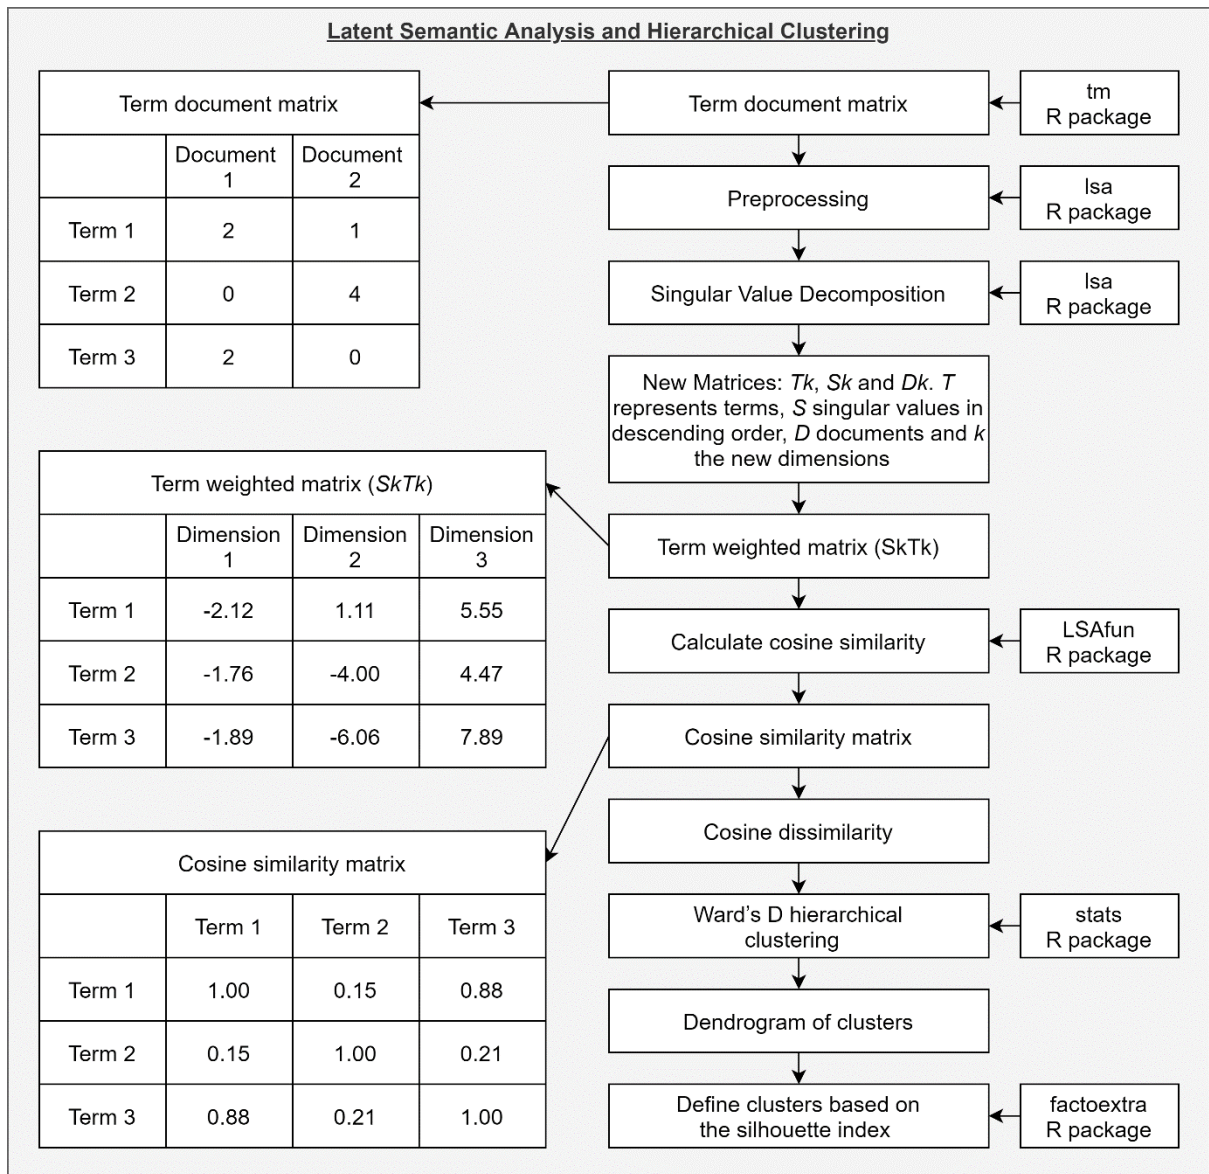 Latent Semantic Analysis and Hierarchical Clustering
Term document matrix
Document 1 Document 2
Term 1 2 1
Term 2 0 4
Term 3 2 0
Term weighted matrix (SkTk)
Dimension 1 Dimension 2 Dimension 3
Term 1 -2.12 1.11 5.55
Term 2 -1.76 -4.00 4.47
Term 3 -1.89 -6.06 7.89
Cosine similarity matrix
Term 1 Term 2 Term 3
Term 1 1.00 0.15 0.88
Term 2 0.15 1.00 0.21
Term 3 0.88 0.21 1.00
Term document matrix
tm
R package
Preprocessing
lsa
R package
Singular Value Decomposition
lsa
R package
New Matrices: Tk, Sk and Dk. T
represents terms, S singular values in
descending order, D documents and k
the new dimensions
Term weighted matrix (SkTk)
Calculate cosine similarity
LSAfun
R package
Cosine similarity matrix
Cosine dissimilarity
Ward's D hierarchical
clustering
stats
R package
Dendrogram of clusters
Define clusters based on
the silhouette index
factoextra
R package